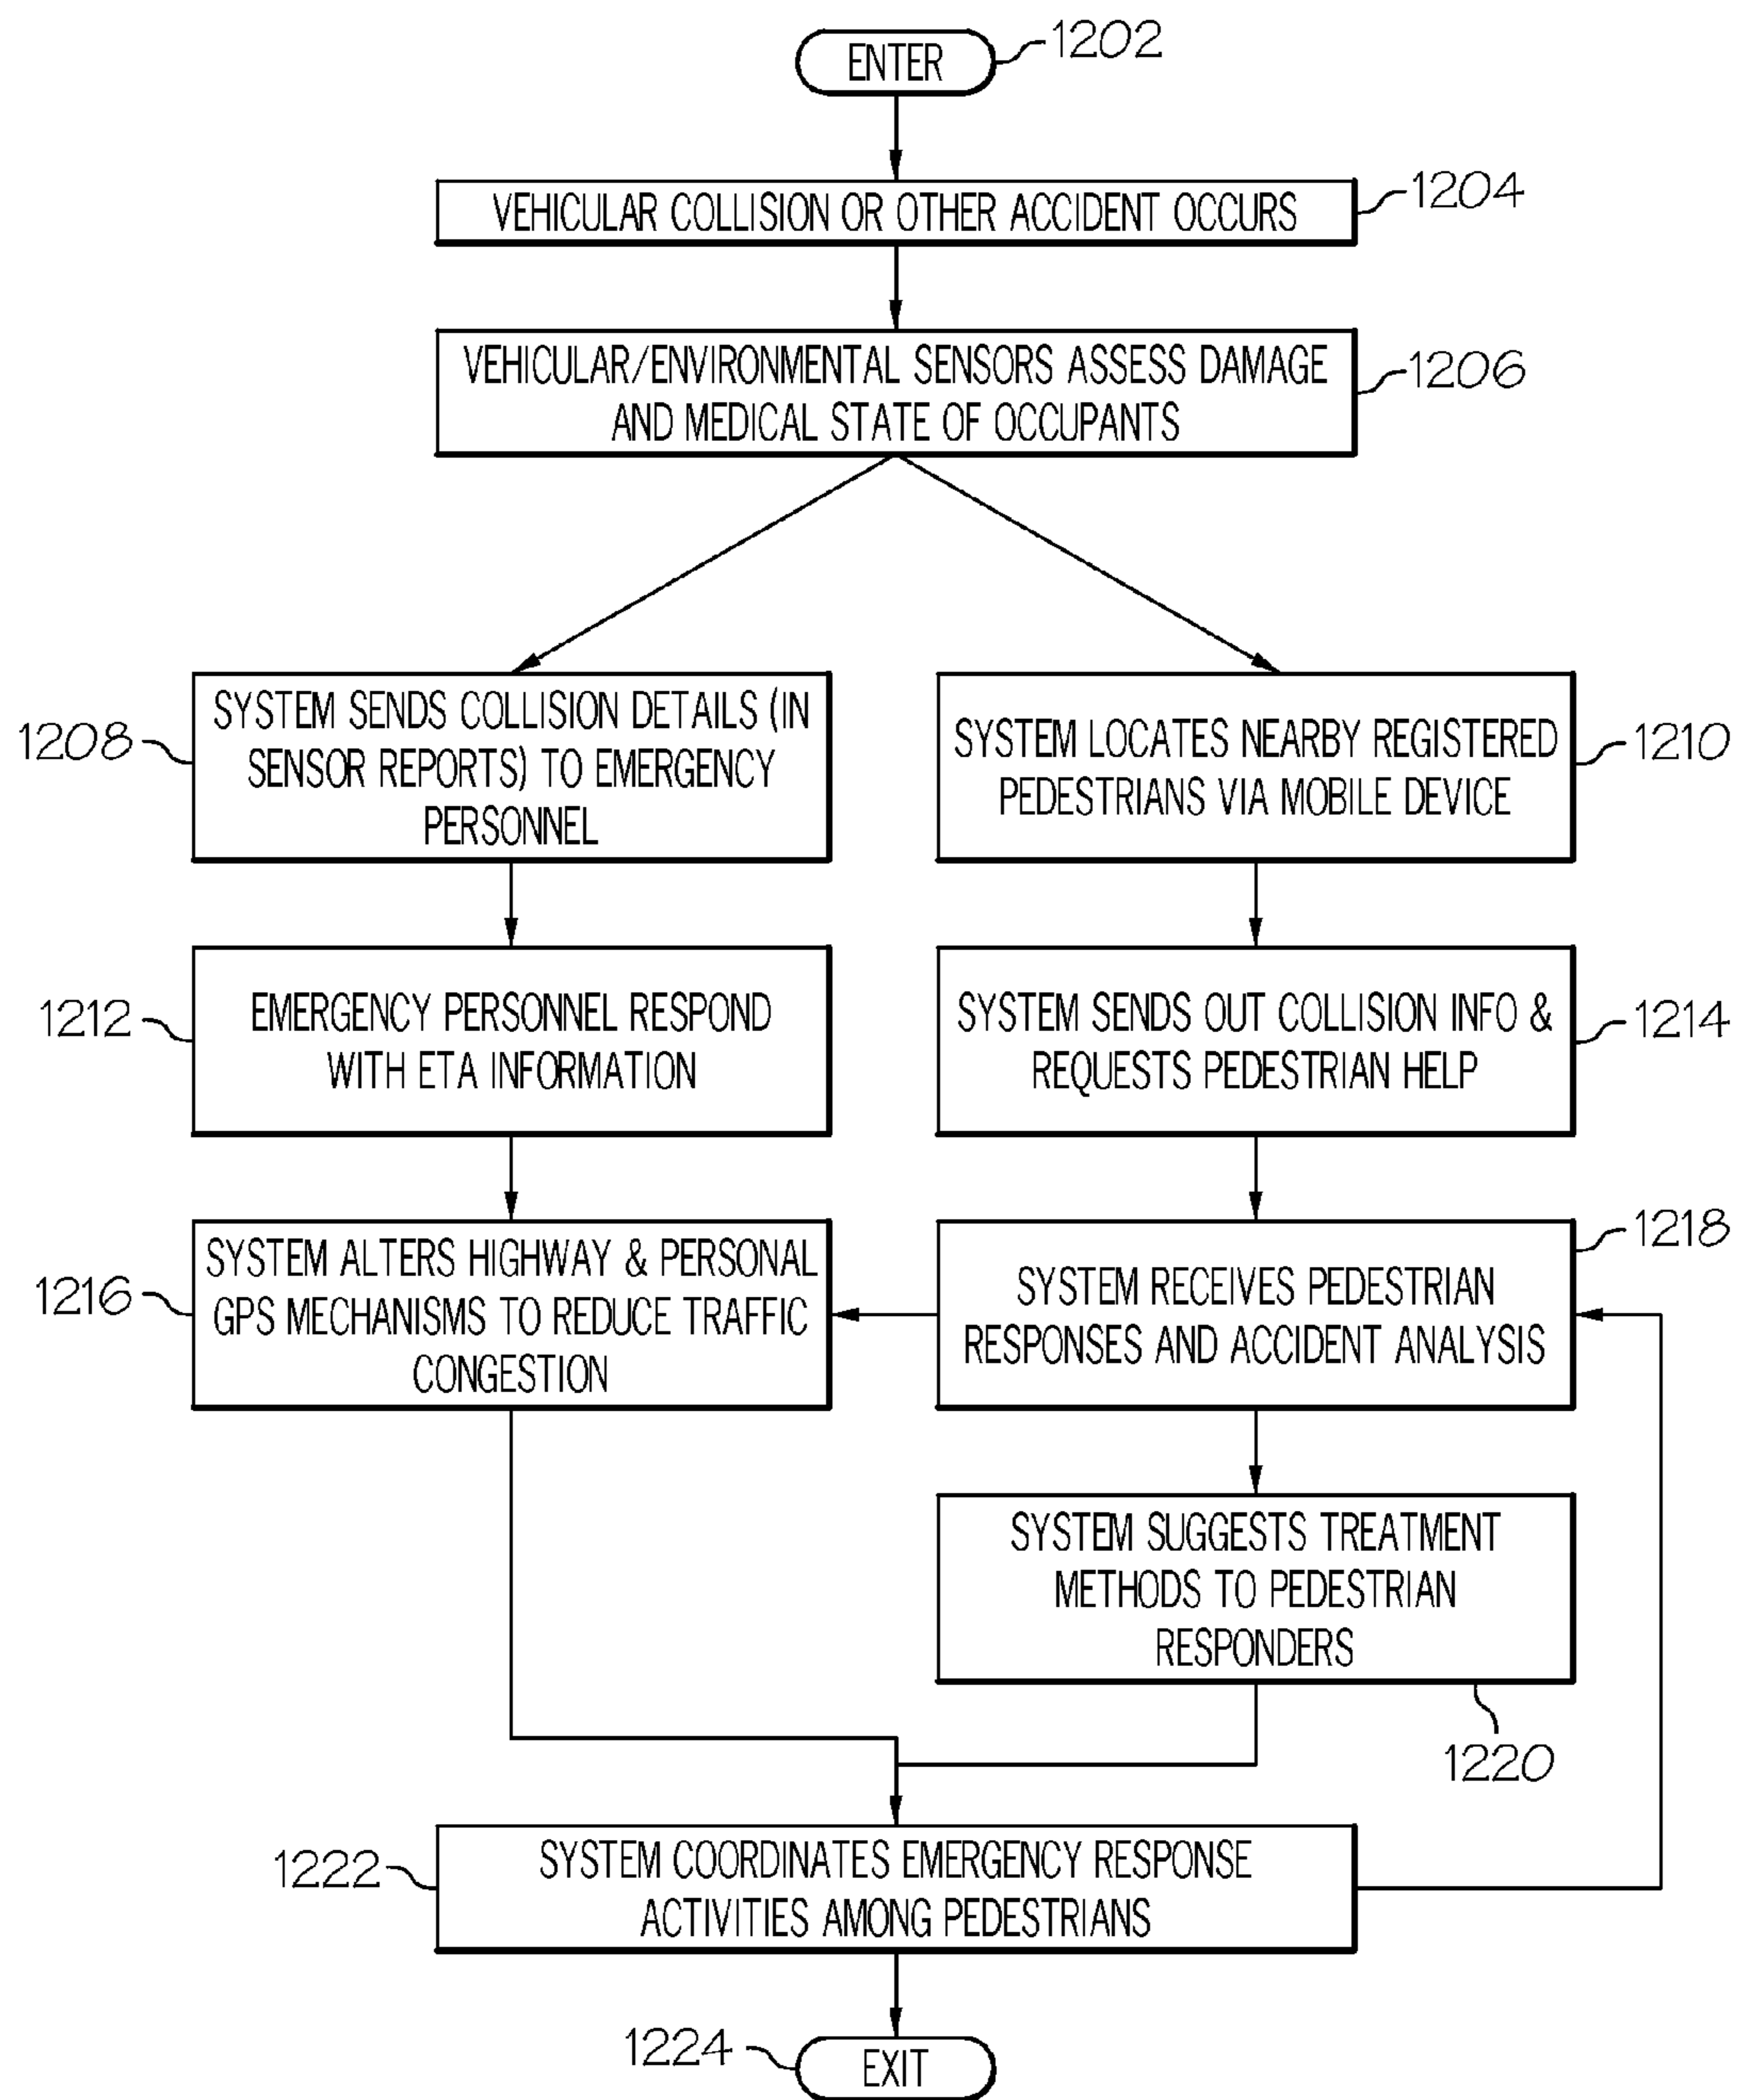 ENTER
1202
VEHICULAR COLLISION OR OTHER ACCIDENT OCCURS
1204
VEHICULAR/ENVIRONMENTAL SENSORS ASSESS DAMAGE
AND MEDICAL STATE OF OCCUPANTS
1206
1208
SYSTEM SENDS COLLISION DETAILS (IN
SENSOR REPORTS) TO EMERGENCY
PERSONNEL
SYSTEM LOCATES NEARBY REGISTERED
PEDESTRIANS VIA MOBILE DEVICE
1210
1212
EMERGENCY PERSONNEL RESPOND
WITH ETA INFORMATION
SYSTEM SENDS OUT COLLISION INFO &
REQUESTS PEDESTRIAN HELP
1214
1216
SYSTEM ALTERS HIGHWAY & PERSONAL
GPS MECHANISMS TO REDUCE TRAFFIC
CONGESTION
SYSTEM RECEIVES PEDESTRIAN
RESPONSES AND ACCIDENT ANALYSIS
1218
SYSTEM SUGGESTS TREATMENT
METHODS TO PEDESTRIAN
RESPONDERS
1220
1222
SYSTEM COORDINATES EMERGENCY RESPONSE
ACTIVITIES AMONG PEDESTRIANS
1224
EXIT